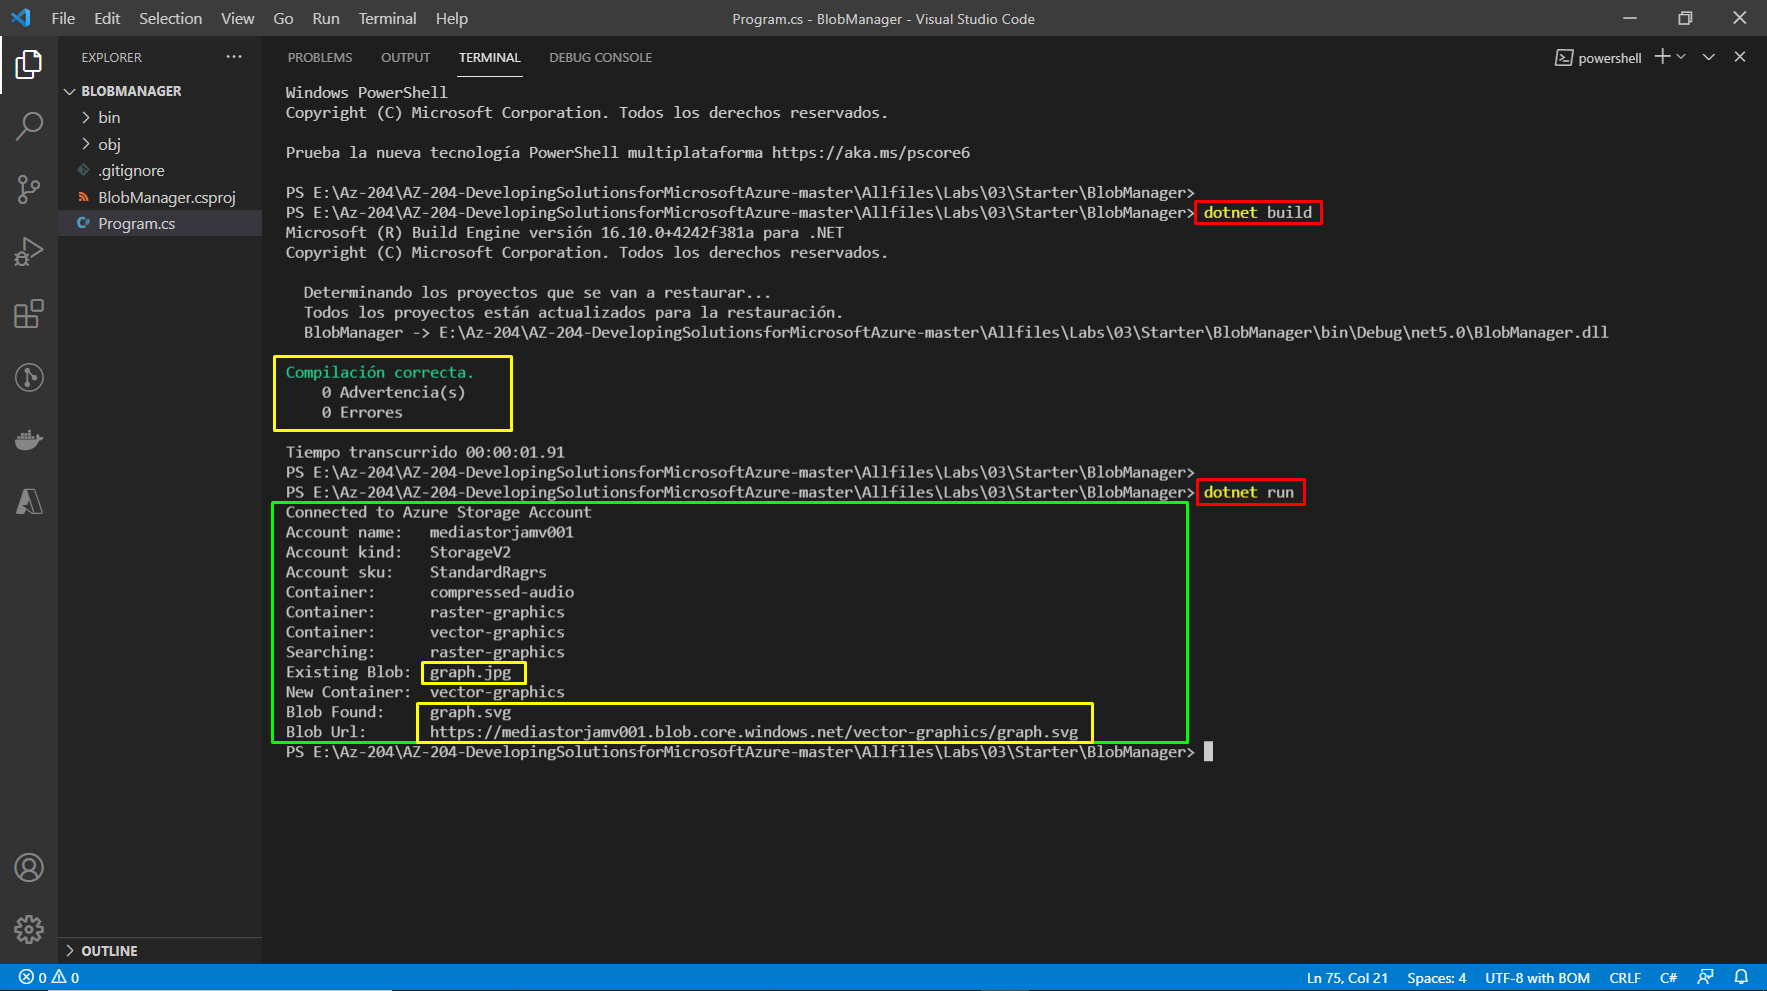 File Edit Selection View Go Run Terminal Help
Program.cs - BlobManager - Visual Studio Code
EXPLORER
BLOBMANAGER
bin
obj
.gitignore
BlobManager.csproj
Program.cs
OUTLINE
PROBLEMS OUTPUT TERMINAL DEBUG CONSOLE
powershell
Windows PowerShell
Copyright (C) Microsoft Corporation. Todos los derechos reservados.
Prueba la nueva tecnología PowerShell multiplataforma https://aka.ms/pscore6
PS E:\Az-204\AZ-204-DevelopingSolutionsforMicrosoftAzure-master\Allfiles\Labs\03\Starter\BlobManager>
PS E:\Az-204\AZ-204-DevelopingSolutionsforMicrosoftAzure-master\Allfiles\Labs\03\Starter\BlobManager> dotnet build
Microsoft (R) Build Engine versión 16.10.0+4242f381a para .NET
Copyright (C) Microsoft Corporation. Todos los derechos reservados.
Determinando los proyectos que se van a restaurar...
Todos los proyectos están actualizados para la restauración.
BlobManager -> E:\Az-204\AZ-204-DevelopingSolutionsforMicrosoftAzure-master\Allfiles\Labs\03\Starter\BlobManager\bin\Debug\net5.0\BlobManager.dll
Compilación correcta.
0 Advertencia(s)
0 Errores
Tiempo transcurrido 00:00:01.91
PS E:\Az-204\AZ-204-DevelopingSolutionsforMicrosoftAzure-master\Allfiles\Labs\03\Starter\BlobManager>
PS E:\Az-204\AZ-204-DevelopingSolutionsforMicrosoftAzure-master\Allfiles\Labs\03\Starter\BlobManager> dotnet run
Connected to Azure Storage Account
Account name: mediastorjamv001
Account kind: StorageV2
Account sku: StandardRagrs
Container: compressed-audio
Container: raster-graphics
Container: vector-graphics
Searching: raster-graphics
Existing Blob: graph.jpg
New Container: vector-graphics
Blob Found: graph.svg
Blob Url: https://mediastorjamv001.blob.core.windows.net/vector-graphics/graph.svg
PS E:\Az-204\AZ-204-DevelopingSolutionsforMicrosoftAzure-master\Allfiles\Labs\03\Starter\BlobManager>
0 0
Ln 75, Col 21 Spaces: 4 UTF-8 with BOM CRLF C#